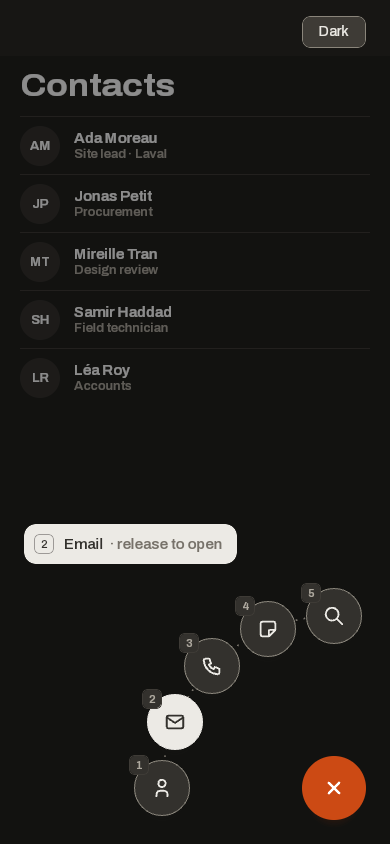 Dark
Contacts
AM
Ada Moreau
Site lead · Laval
JP
Jonas Petit
Procurement
MT
Mireille Tran
Design review
SH
Samir Haddad
Field technician
LR
Léa Roy
Accounts
2 Email · release to open
5
4
3
2
1